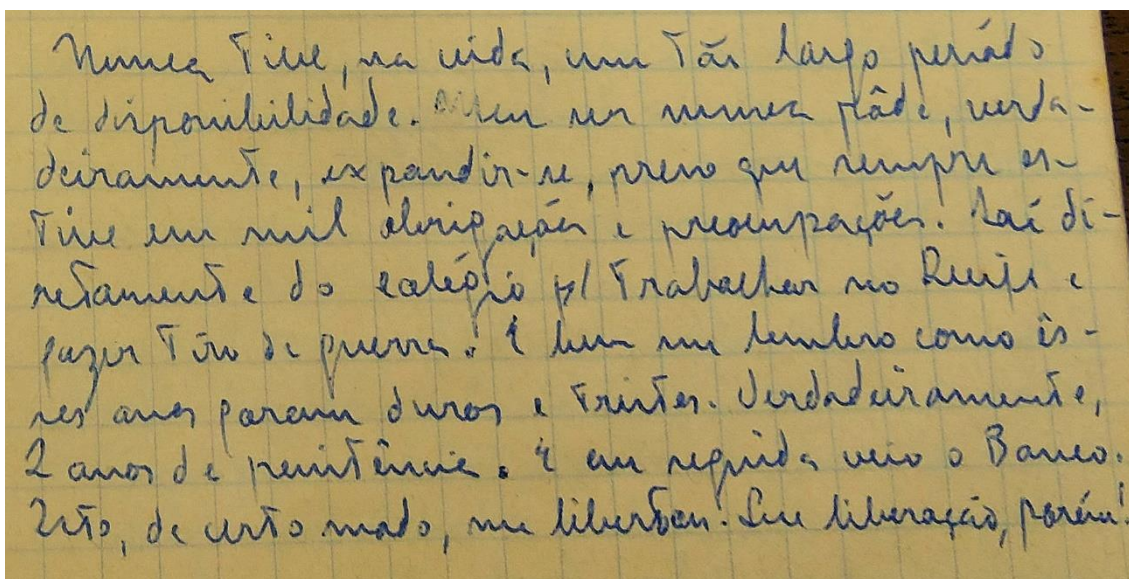 Nunca tive, na vida, um tão largo período
de disponibilidade. Meu ser nunca pôde, verda-
deiramente, expandir-se, preso que sempre es-
tive em mil obrigações e preocupações. Saí di-
retamente do colégio p/ trabalhar no Recife e
fazer Tiro de guerra. E bem me lembro como ês-
ses anos foram duros e tristes. Verdadeiramente,
2 anos de penitência. E em seguida veio o Banco.
Isto, de certo modo, me libertou. Que liberação, porém!